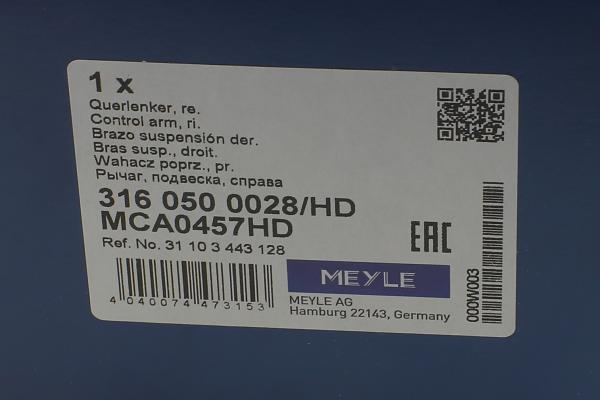 1 x
Querlenker, re.
Control arm, ri.
Brazo suspensión der.
Bras susp., droit.
Wahacz poprz., pr.
Рычаг, подвеска, справа
316 050 0028/HD
MCA0457HD
Ref. No. 31 10 3 443 128
EAC
4 040074 473153
MEYLE
MEYLE AG
Hamburg 22143, Germany
000W003